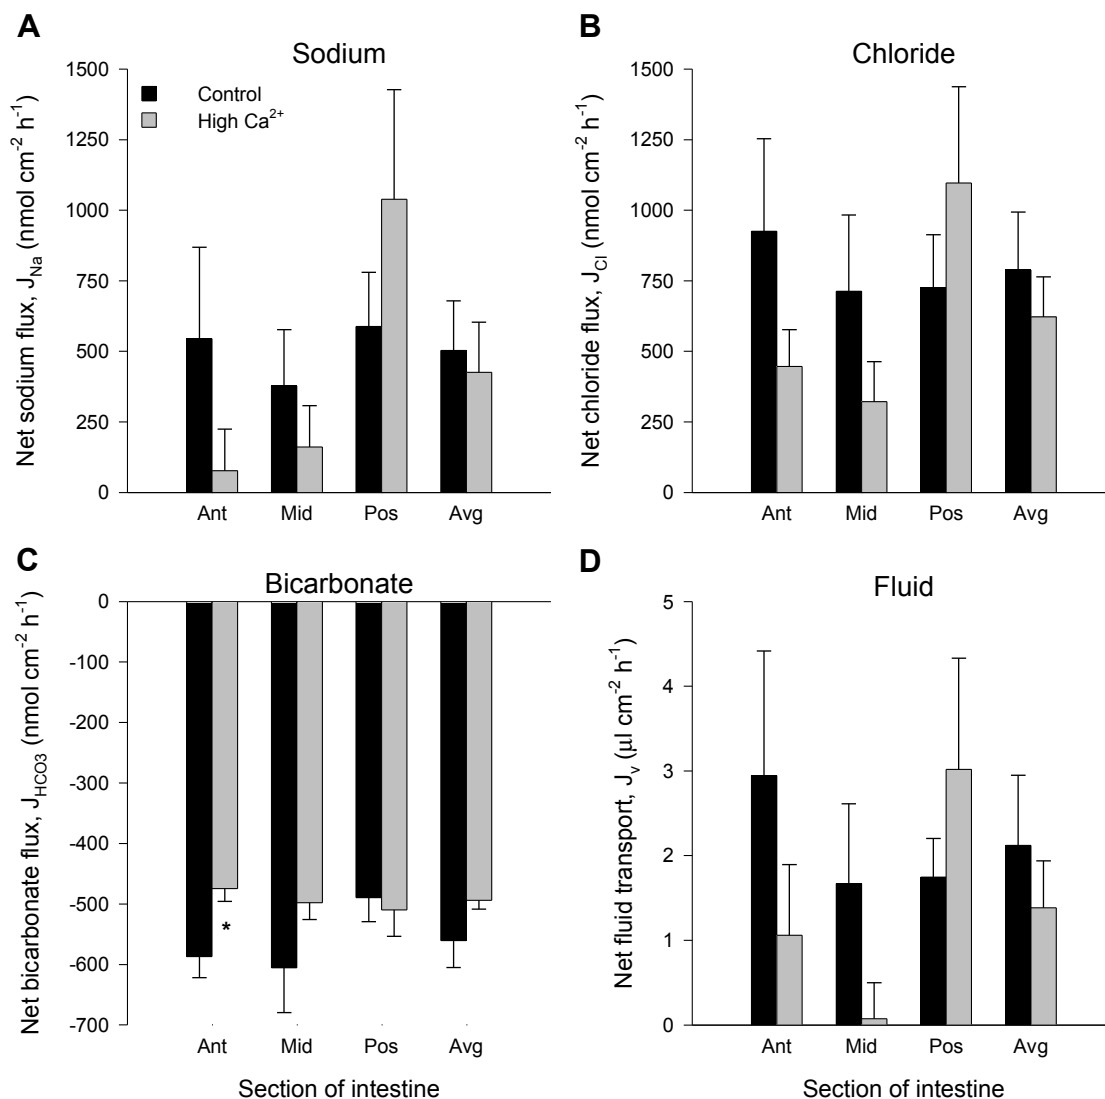 A
Sodium
Net sodium flux, J_Na (nmol cm⁻² h⁻¹)
1500
1250
1000
750
500
250
0
Control
High Ca²⁺
Ant Mid Pos Avg
B
Chloride
Net chloride flux, J_Cl (nmol cm⁻² h⁻¹)
1500
1250
1000
750
500
250
0
Ant Mid Pos Avg
C
Bicarbonate
Net bicarbonate flux, J_HCO3 (nmol cm⁻² h⁻¹)
0
-100
-200
-300
-400
-500
-600
-700
*
Ant Mid Pos Avg
Section of intestine
D
Fluid
Net fluid transport, J_v (µl cm⁻² h⁻¹)
5
4
3
2
1
0
Ant Mid Pos Avg
Section of intestine